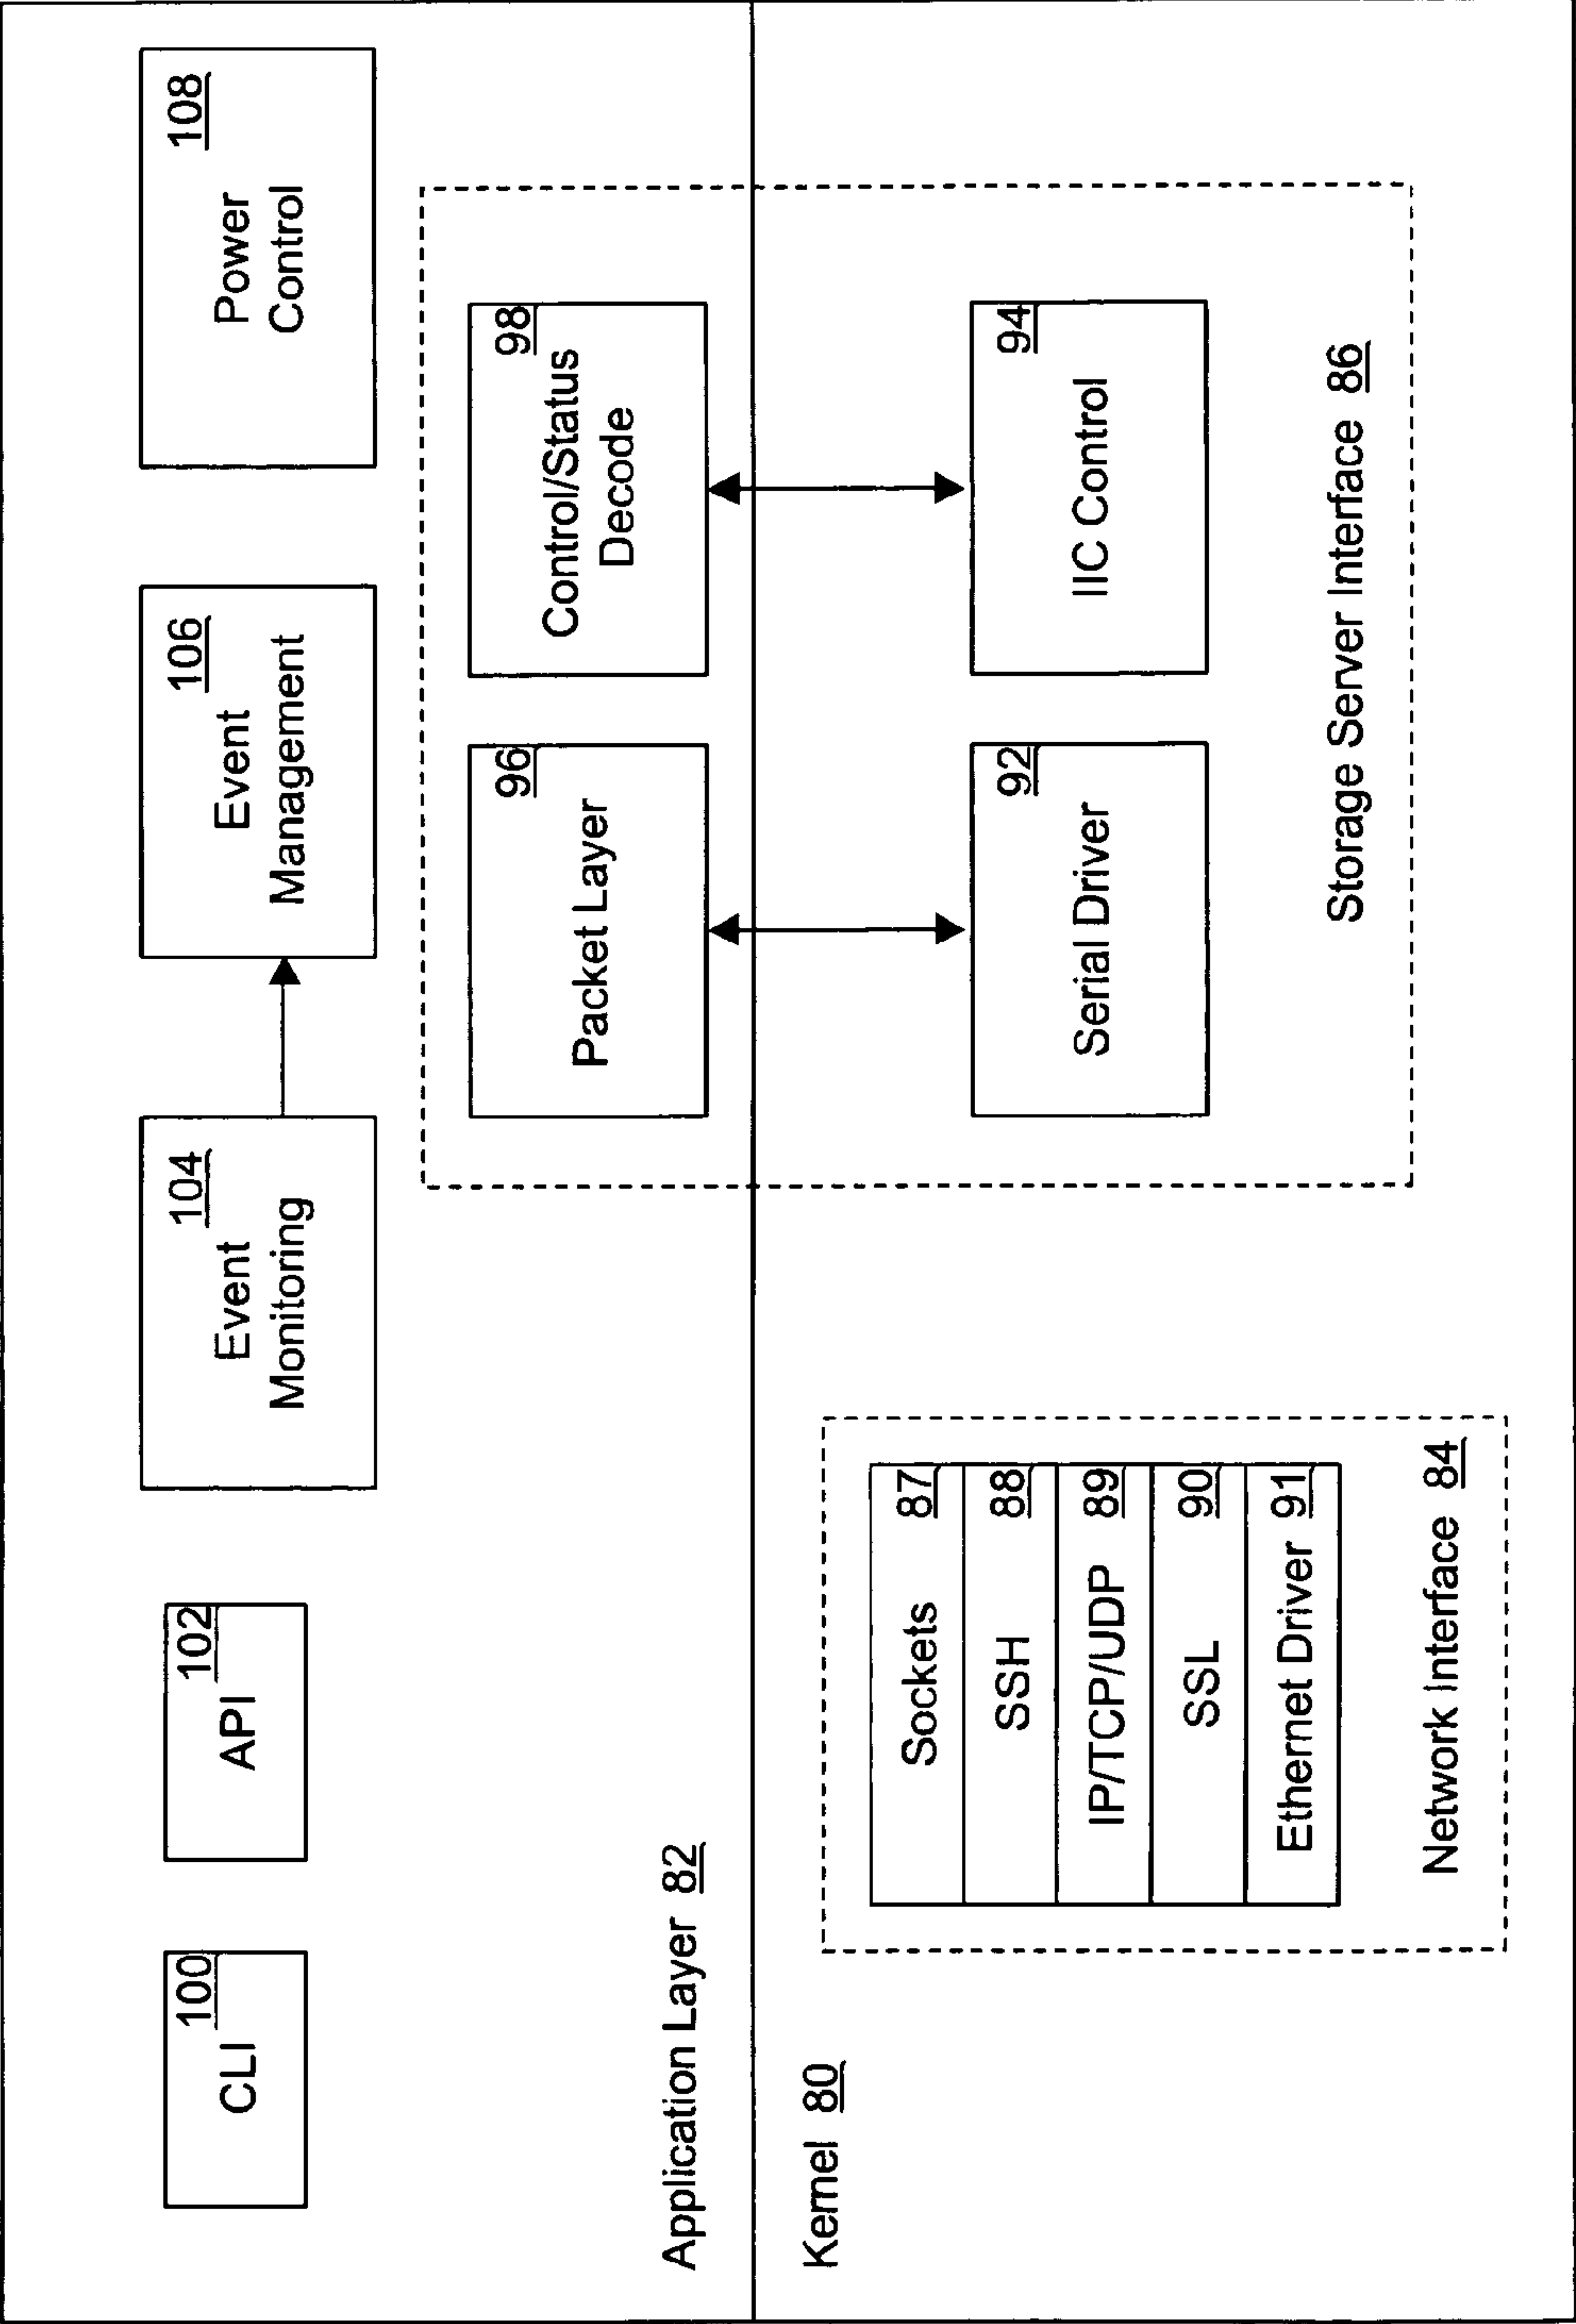 CLI 100
API 102
Event 104
Monitoring
Event 106
Management
Power 108
Control
Application Layer 82
Packet Layer 96
Control/Status 98
Decode
Kernel 80
Sockets 87
SSH 88
IP/TCP/UDP 89
SSL 90
Ethernet Driver 91
Network Interface 84
Serial Driver 92
IIC Control 94
Storage Server Interface 86